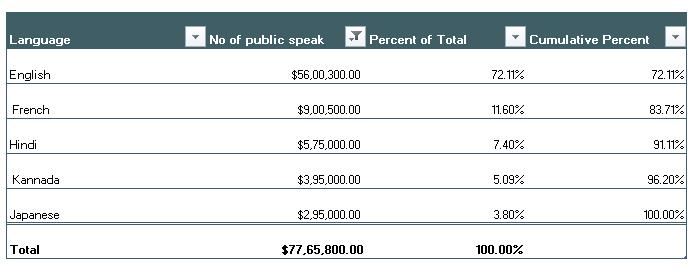 Language No of public speak Percent of Total Cumulative Percent
English $56,00,300.00 72.11% 72.11%
French $9,00,500.00 11.60% 83.71%
Hindi $5,75,000.00 7.40% 91.11%
Kannada $3,95,000.00 5.09% 96.20%
Japanese $2,95,000.00 3.80% 100.00%
Total $77,65,800.00 100.00%